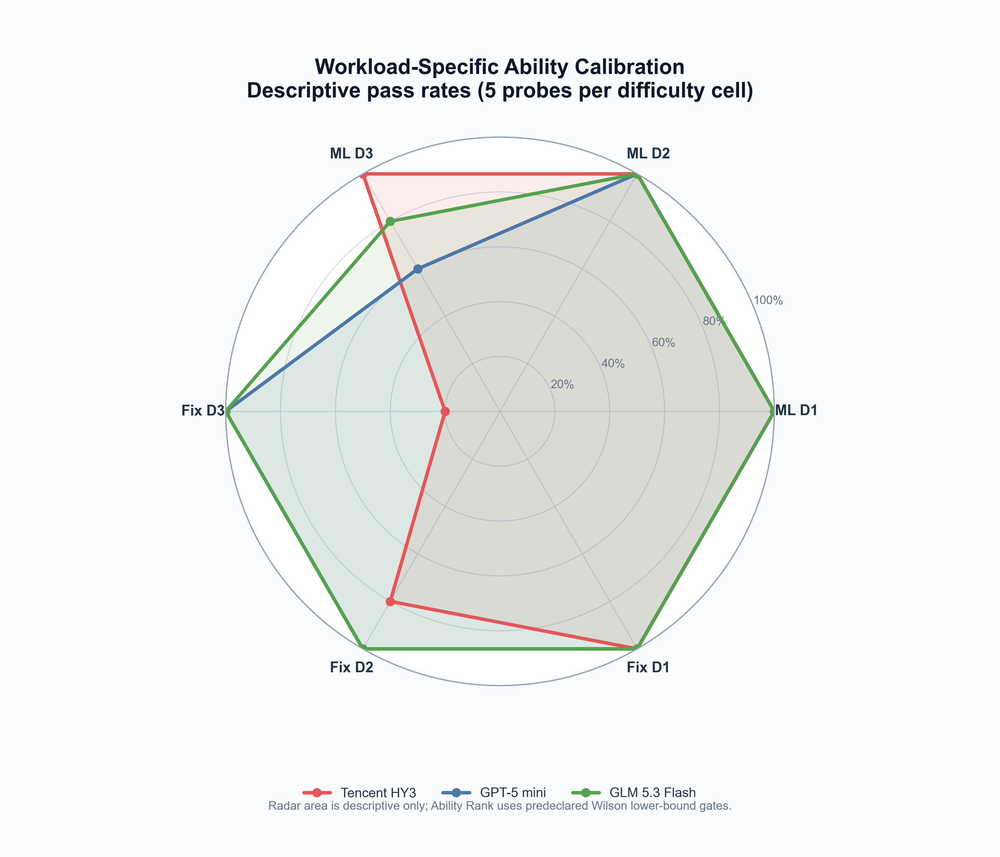 Workload-Specific Ability Calibration
Descriptive pass rates (5 probes per difficulty cell)
ML D3
ML D2
100%
80%
60%
40%
20%
Fix D3
ML D1
Fix D2
Fix D1
Tencent HY3
GPT-5 mini
GLM 5.3 Flash
Radar area is descriptive only; Ability Rank uses predeclared Wilson lower-bound gates.